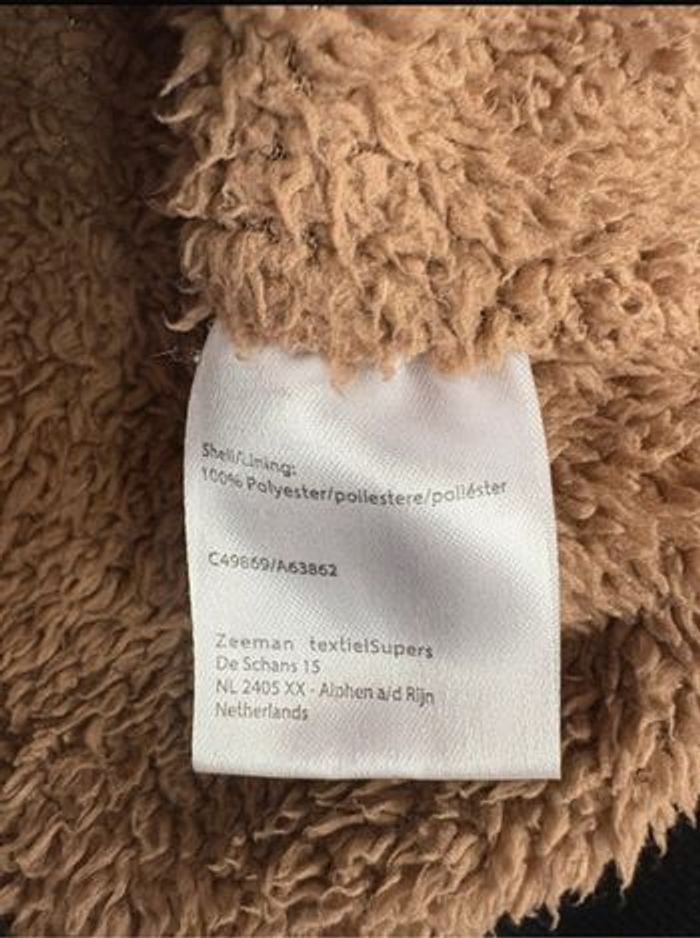 Shell/Lining:
100% Polyester/poliestere/poliéster
C49869/A63862
Zeeman textielSupers
De Schans 15
NL 2405 XX - Alphen a/d Rijn
Netherlands